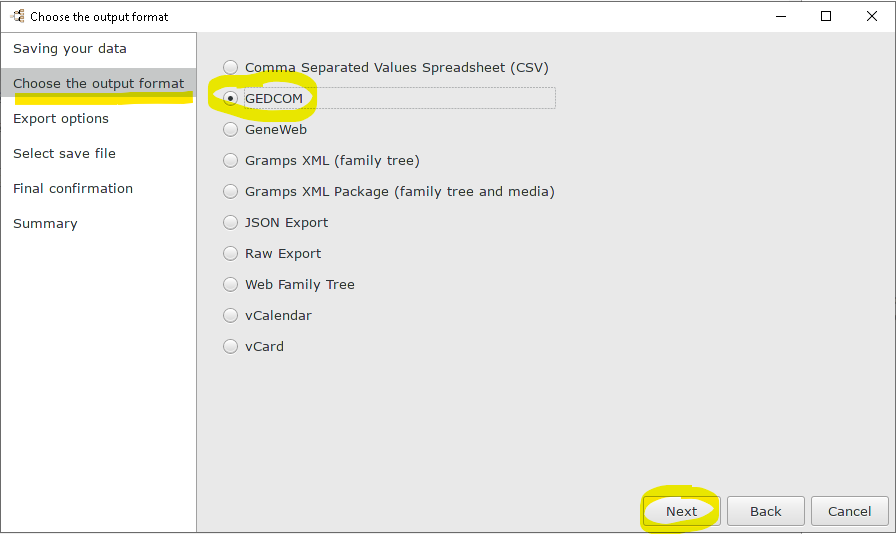 Choose the output format
Saving your data
Choose the output format
Export options
Select save file
Final confirmation
Summary
Comma Separated Values Spreadsheet (CSV)
GEDCOM
GeneWeb
Gramps XML (family tree)
Gramps XML Package (family tree and media)
JSON Export
Raw Export
Web Family Tree
vCalendar
vCard
Next
Back
Cancel